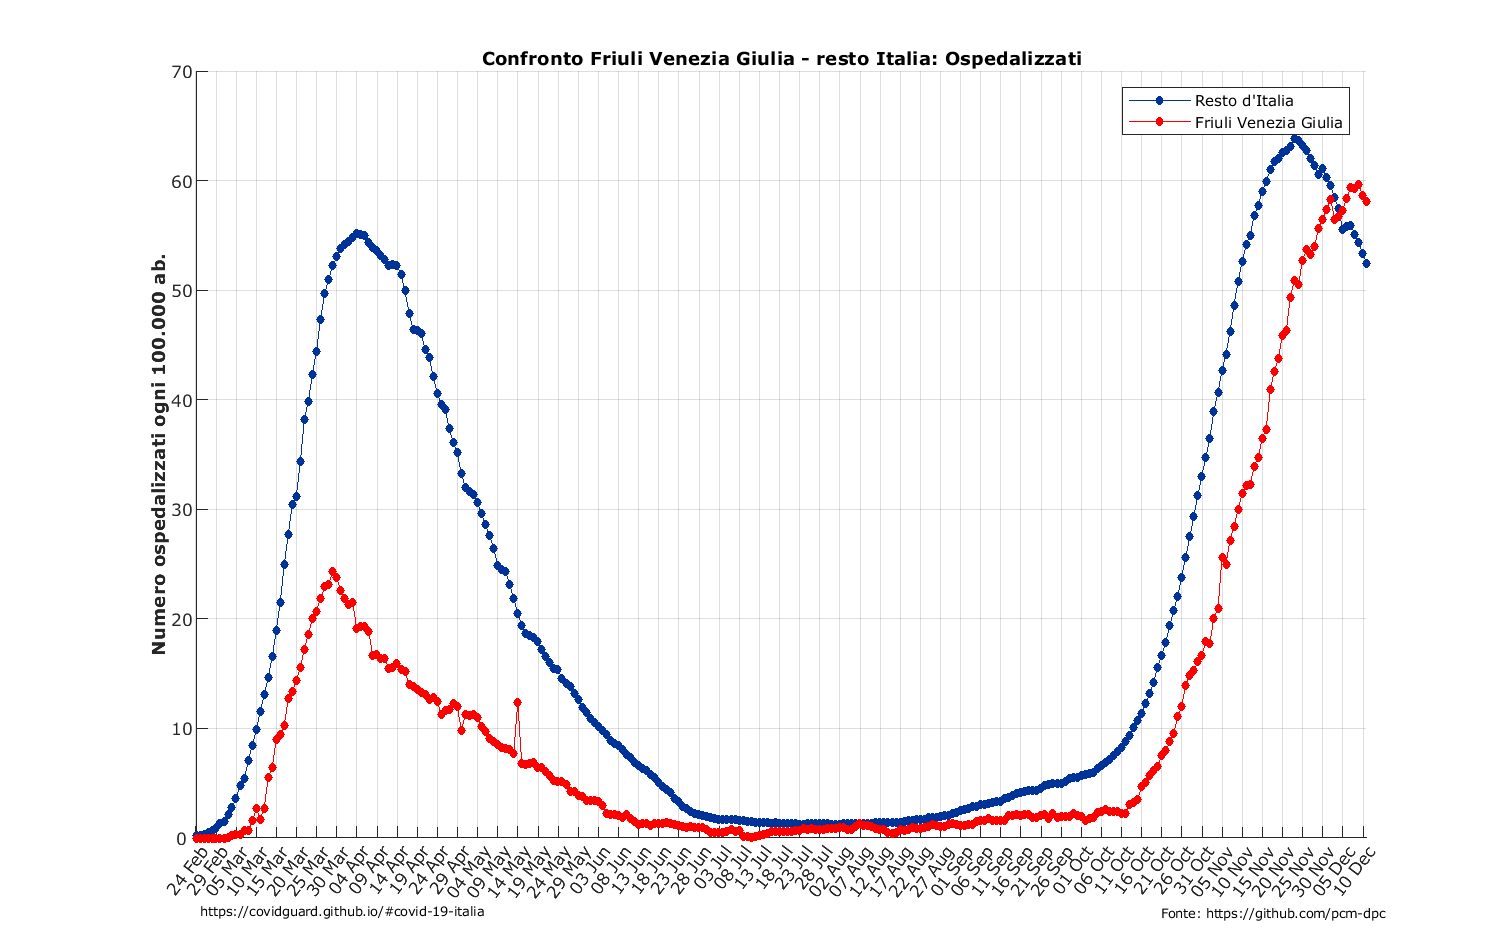 Confronto Friuli Venezia Giulia - resto Italia: Ospedalizzati
Resto d'Italia
Friuli Venezia Giulia
Numero ospedalizzati ogni 100.000 ab.
70
60
50
40
30
20
10
0
24 Feb
29 Feb
05 Mar
10 Mar
15 Mar
20 Mar
25 Mar
30 Mar
04 Apr
09 Apr
14 Apr
19 Apr
24 Apr
29 Apr
04 May
09 May
14 May
19 May
24 May
29 May
03 Jun
08 Jun
13 Jun
18 Jun
23 Jun
28 Jun
03 Jul
08 Jul
13 Jul
18 Jul
23 Jul
28 Jul
02 Aug
07 Aug
12 Aug
17 Aug
22 Aug
27 Aug
01 Sep
06 Sep
11 Sep
16 Sep
21 Sep
26 Sep
01 Oct
06 Oct
11 Oct
16 Oct
21 Oct
26 Oct
31 Oct
05 Nov
10 Nov
15 Nov
20 Nov
25 Nov
30 Nov
05 Dec
10 Dec
https://covidguard.github.io/#covid-19-italia
Fonte: https://github.com/pcm-dpc